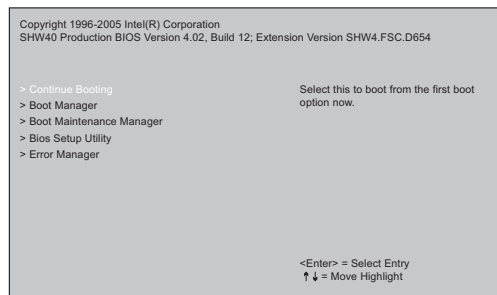 Copyright 1996-2005 Intel(R) Corporation
SHW40 Production BIOS Version 4.02, Build 12; Extension Version SHW4.FSC.D654
> Continue Booting
> Boot Manager
> Boot Maintenance Manager
> Bios Setup Utility
> Error Manager
Select this to boot from the first boot
option now.
<Enter> = Select Entry
↑↓ = Move Highlight